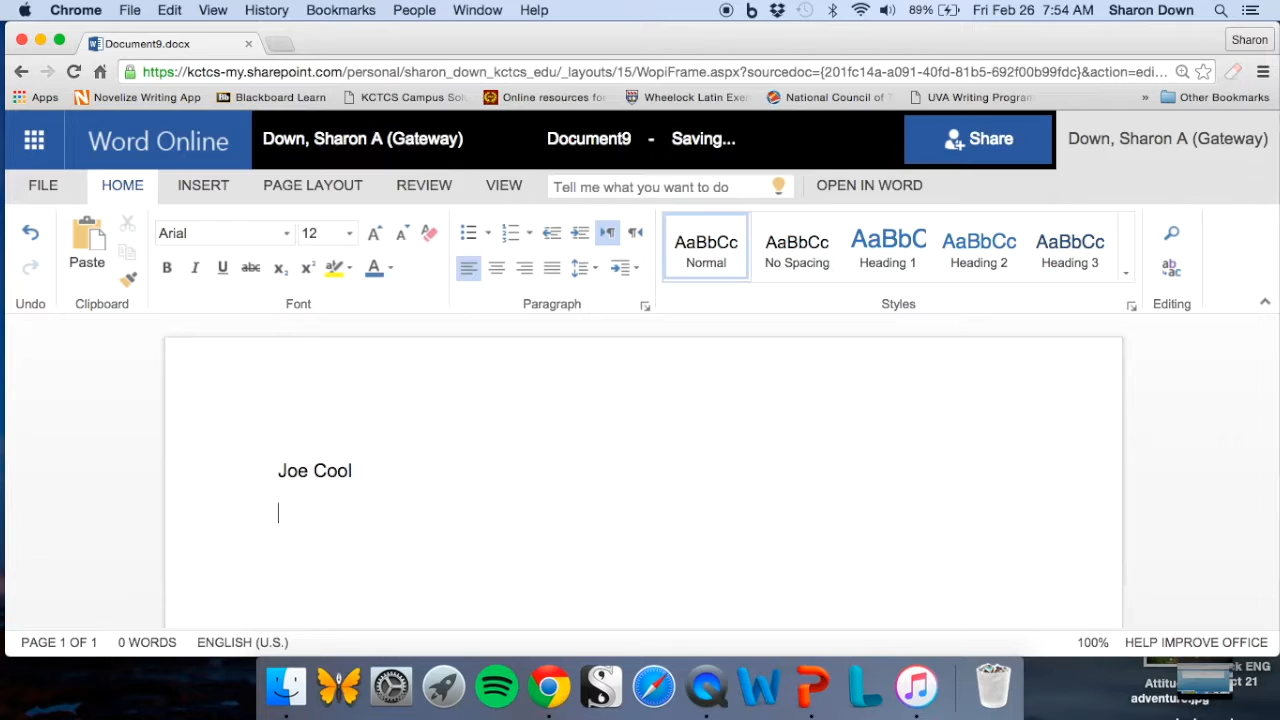 Chrome File Edit View History Bookmarks People Window Help 89% Fri Feb 26 7:54 AM Sharon Down
Document9.docx Sharon
https://kctcs-my.sharepoint.com/personal/sharon_down_kctcs_edu/_layouts/15/WopiFrame.aspx?sourcedoc={201fc14a-a091-40fd-81b5-692f00b99fdc}&action=edi...
Apps Novelize Writing App Blackboard Learn KCTCS Campus Sol Online resources fo Wheelock Latin Exer National Council of UVA Writing Program » Other Bookmarks
Word Online Down, Sharon A (Gateway) Document9 - Saving... Share Down, Sharon A (Gateway)
FILE HOME INSERT PAGE LAYOUT REVIEW VIEW Tell me what you want to do OPEN IN WORD
Arial 12 AaBbCc AaBbCc AaBbC AaBbCc AaBbCc
Paste B I U abc x₂ x² A Normal No Spacing Heading 1 Heading 2 Heading 3
Undo Clipboard Font Paragraph Styles Editing
Joe Cool
PAGE 1 OF 1 0 WORDS ENGLISH (U.S.) 100% HELP IMPROVE OFFICE